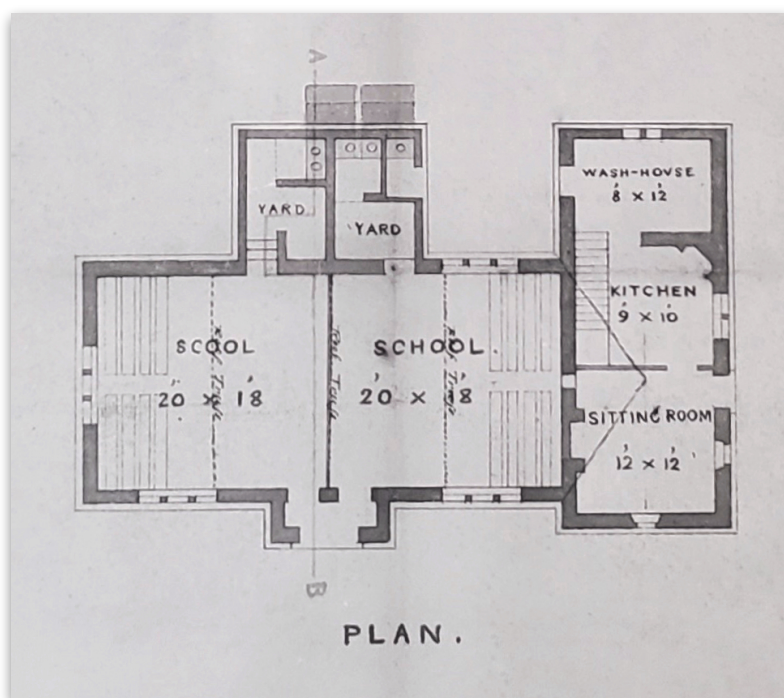 A
WASH-HOVSE
8' x 12'
YARD
YARD
KITCHEN
9' x 10'
SCOOL
SCHOOL.
20' x 18'
20' x 18'
SITTING ROOM
12' x 12'
B
PLAN.